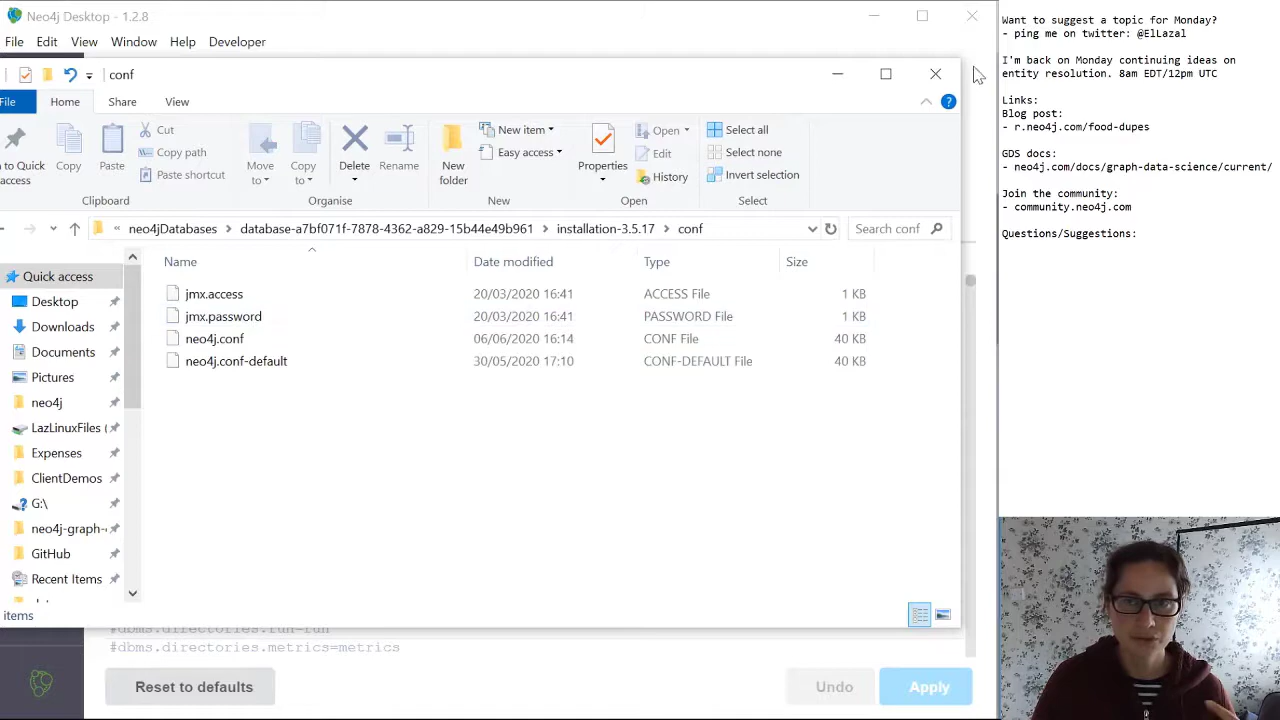 Neo4j Desktop - 1.2.8
File Edit View Window Help Developer
conf
File Home Share View
n to Quick access
Copy
Paste
Cut
Copy path
Paste shortcut
Move to
Copy to
Delete
Rename
New folder
New item
Easy access
Properties
Open
Edit
History
Select all
Select none
Invert selection
Clipboard Organise New Open Select
« neo4jDatabases database-a7bf071f-7878-4362-a829-15b44e49b961 installation-3.5.17 conf
Search conf
Name Date modified Type Size
jmx.access 20/03/2020 16:41 ACCESS File 1 KB
jmx.password 20/03/2020 16:41 PASSWORD File 1 KB
neo4j.conf 06/06/2020 16:14 CONF File 40 KB
neo4j.conf-default 30/05/2020 17:10 CONF-DEFAULT File 40 KB
Quick access
Desktop
Downloads
Documents
Pictures
neo4j
LazLinuxFiles (
Expenses
ClientDemos
G:\
neo4j-graph-
GitHub
Recent Items
items
#dbms.directories.run=run
#dbms.directories.metrics=metrics
Reset to defaults
Undo
Apply
Want to suggest a topic for Monday?
- ping me on twitter: @ElLazal
I'm back on Monday continuing ideas on
entity resolution. 8am EDT/12pm UTC
Links:
Blog post:
- r.neo4j.com/food-dupes
GDS docs:
- neo4j.com/docs/graph-data-science/current/
Join the community:
- community.neo4j.com
Questions/Suggestions: